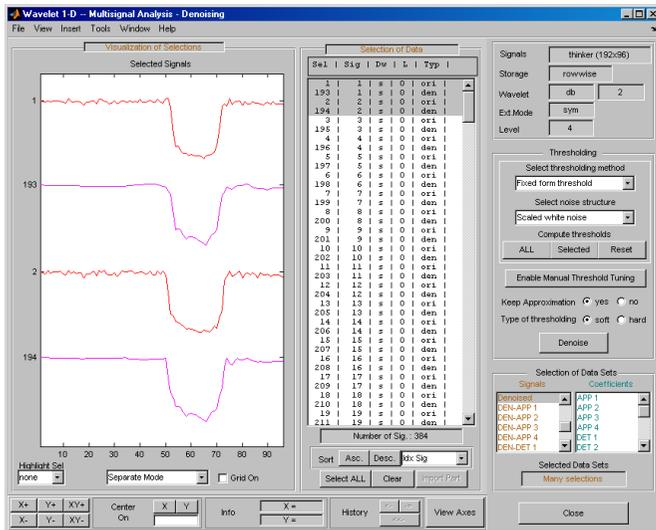 Wavelet 1-D -- Multisignal Analysis - Denoising
File View Insert Tools Window Help
Visualization of Selections
Selected Signals
1
193
2
194
10 20 30 40 50 60 70 80 90
Highlight Sel
none
Separate Mode
Grid On
Selection of Data
Sel | Sig | Dw | L | Typ |
1 | 1 | s | 0 | ori |
193 | 1 | s | 0 | den |
2 | 2 | s | 0 | ori |
194 | 2 | s | 0 | den |
3 | 3 | s | 0 | ori |
195 | 3 | s | 0 | den |
4 | 4 | s | 0 | ori |
196 | 4 | s | 0 | den |
5 | 5 | s | 0 | ori |
197 | 5 | s | 0 | den |
6 | 6 | s | 0 | ori |
198 | 6 | s | 0 | den |
7 | 7 | s | 0 | ori |
199 | 7 | s | 0 | den |
8 | 8 | s | 0 | ori |
200 | 8 | s | 0 | den |
9 | 9 | s | 0 | ori |
201 | 9 | s | 0 | den |
10 | 10 | s | 0 | ori |
202 | 10 | s | 0 | den |
11 | 11 | s | 0 | ori |
203 | 11 | s | 0 | den |
12 | 12 | s | 0 | ori |
204 | 12 | s | 0 | den |
13 | 13 | s | 0 | ori |
205 | 13 | s | 0 | den |
14 | 14 | s | 0 | ori |
206 | 14 | s | 0 | den |
15 | 15 | s | 0 | ori |
207 | 15 | s | 0 | den |
16 | 16 | s | 0 | ori |
208 | 16 | s | 0 | den |
17 | 17 | s | 0 | ori |
209 | 17 | s | 0 | den |
18 | 18 | s | 0 | ori |
210 | 18 | s | 0 | den |
19 | 19 | s | 0 | ori |
211 | 19 | s | 0 | den |
Number of Sig. : 384
Sort Asc. Desc. Idx Sig
Select ALL Clear Import Part
Signals thinker (192x96)
Storage rowwise
Wavelet db 2
Ext.Mode sym
Level 4
Thresholding
Select thresholding method
Fixed form threshold
Select noise structure
Scaled white noise
Compute thresholds
ALL Selected Reset
Enable Manual Threshold Tuning
Keep Approximation yes no
Type of thresholding soft hard
Denoise
Selection of Data Sets
Signals Coefficients
Denoised APP 1
DEN-APP 1 APP 2
DEN-APP 2 APP 3
DEN-APP 3 APP 4
DEN-APP 4 DET 1
DEN-DET 1 DET 2
Selected Data Sets
Many selections
X+ Y+ XY+
X- Y- XY-
Center On X Y
Info X =
Y =
History <- ->
<<-
View Axes
Close